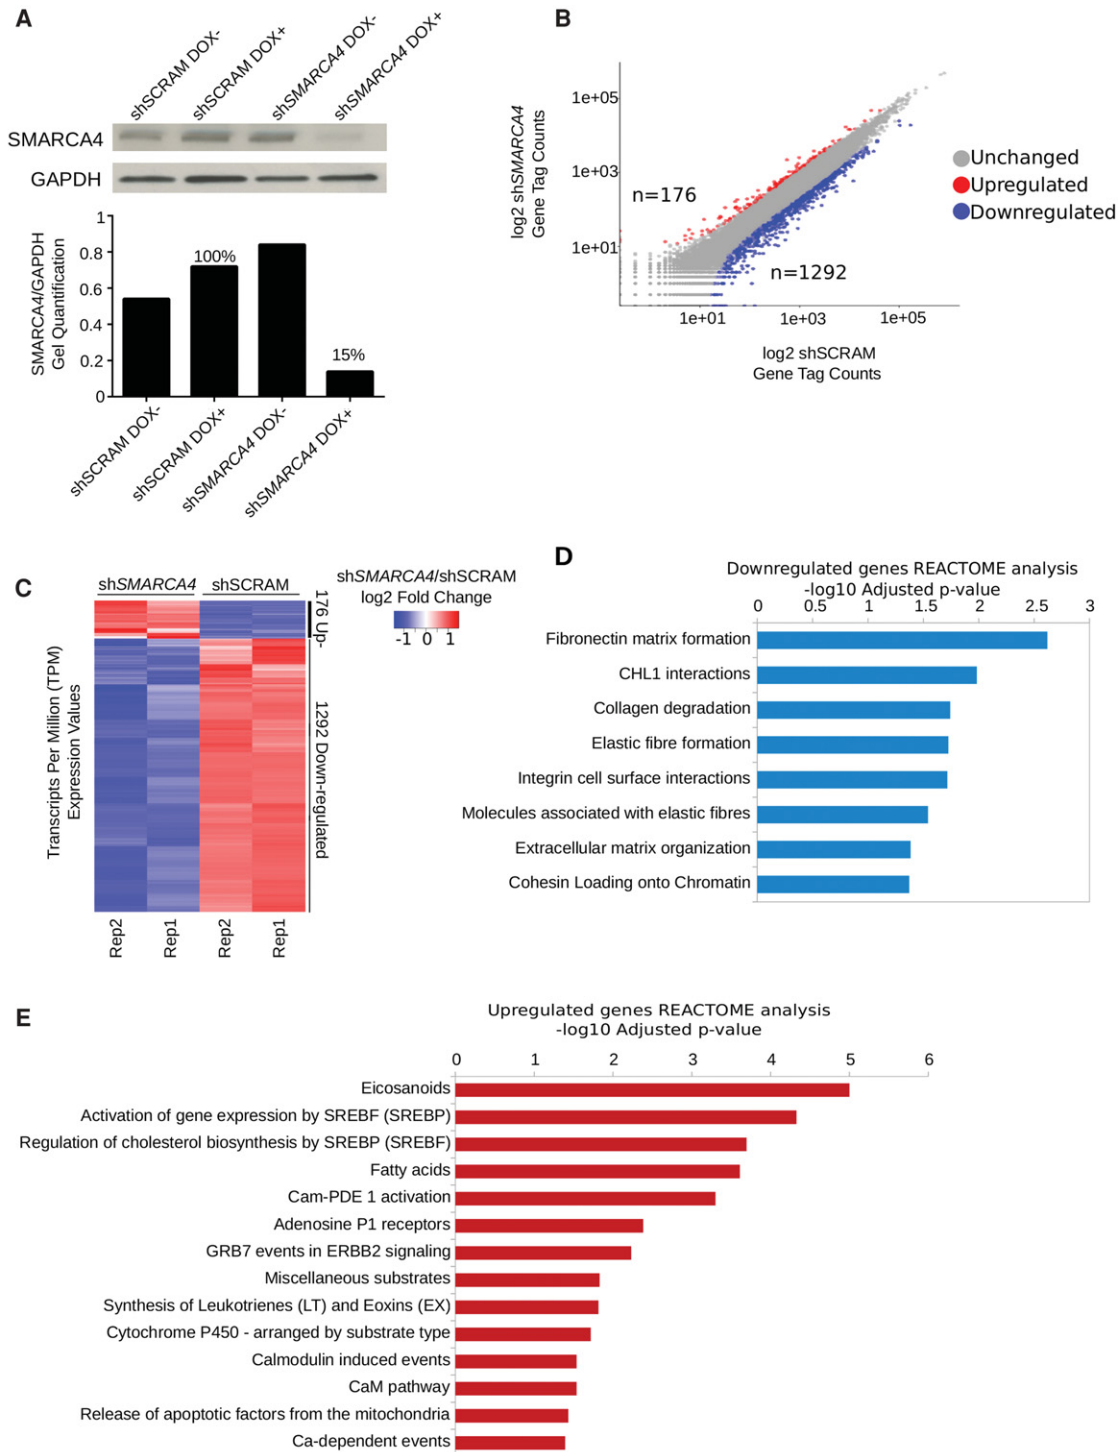 A
shSCRAM DOX-
shSCRAM DOX+
shSMARCA4 DOX-
shSMARCA4 DOX+
SMARCA4
GAPDH
SMARCA4/GAPDH
Gel Quantification
1
0.8
0.6
0.4
0.2
0
100%
15%
shSCRAM DOX-
shSCRAM DOX+
shSMARCA4 DOX-
shSMARCA4 DOX+
B
log2 shSMARCA4
Gene Tag Counts
1e+05
1e+03
1e+01
n=176
n=1292
1e+01
1e+03
1e+05
log2 shSCRAM
Gene Tag Counts
Unchanged
Upregulated
Downregulated
C
shSMARCA4
shSCRAM
Transcripts Per Million (TPM)
Expression Values
176 Up-
1292 Down-regulated
Rep2
Rep1
Rep2
Rep1
shSMARCA4/shSCRAM
log2 Fold Change
-1
0
1
D
Downregulated genes REACTOME analysis
-log10 Adjusted p-value
0
0.5
1
1.5
2
2.5
3
Fibronectin matrix formation
CHL1 interactions
Collagen degradation
Elastic fibre formation
Integrin cell surface interactions
Molecules associated with elastic fibres
Extracellular matrix organization
Cohesin Loading onto Chromatin
E
Upregulated genes REACTOME analysis
-log10 Adjusted p-value
0
1
2
3
4
5
6
Eicosanoids
Activation of gene expression by SREBF (SREBP)
Regulation of cholesterol biosynthesis by SREBP (SREBF)
Fatty acids
Cam-PDE 1 activation
Adenosine P1 receptors
GRB7 events in ERBB2 signaling
Miscellaneous substrates
Synthesis of Leukotrienes (LT) and Eoxins (EX)
Cytochrome P450 - arranged by substrate type
Calmodulin induced events
CaM pathway
Release of apoptotic factors from the mitochondria
Ca-dependent events